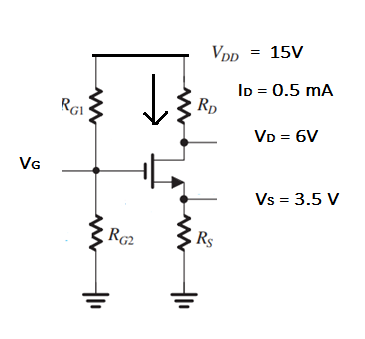 VDD = 15V
RG1
RD
ID = 0.5 mA
VD = 6V
VG
Vs = 3.5 V
RG2
RS